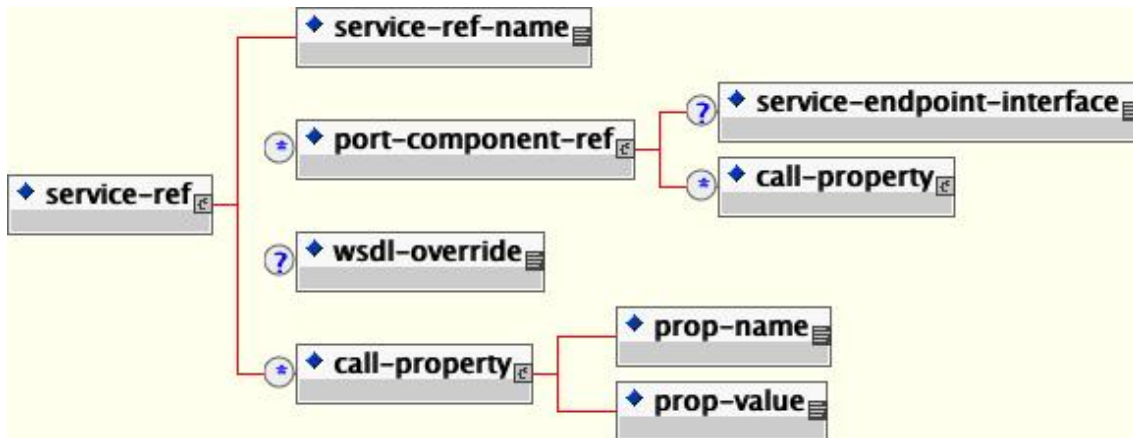 service-ref-name
service-endpoint-interface
?
port-component-ref
*
call-property
*
service-ref
wsdl-override
?
prop-name
call-property
*
prop-value